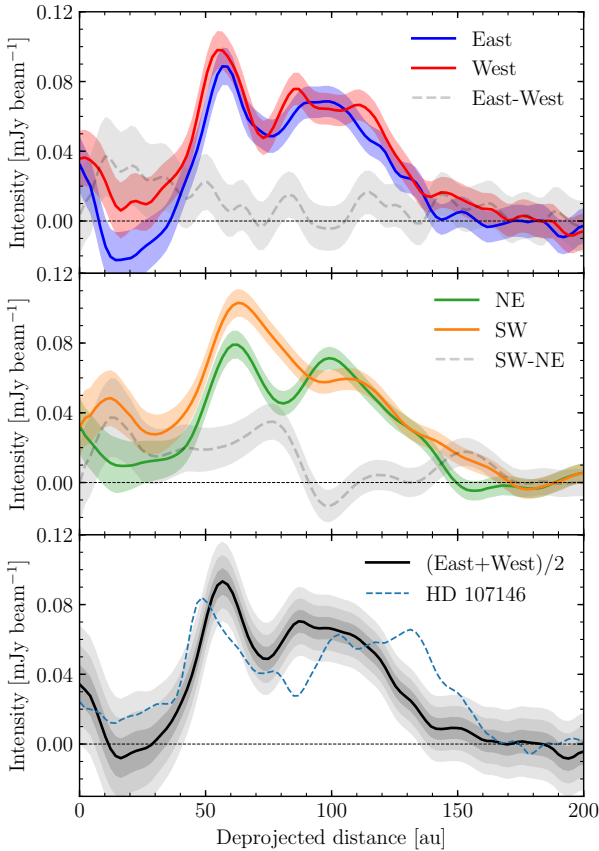 0.12
0.08
0.04
0.00
Intensity [mJy beam⁻¹]
East
West
East-West
0.12
0.08
0.04
0.00
Intensity [mJy beam⁻¹]
NE
SW
SW-NE
0.12
0.08
0.04
0.00
Intensity [mJy beam⁻¹]
(East+West)/2
HD 107146
0 50 100 150 200
Deprojected distance [au]